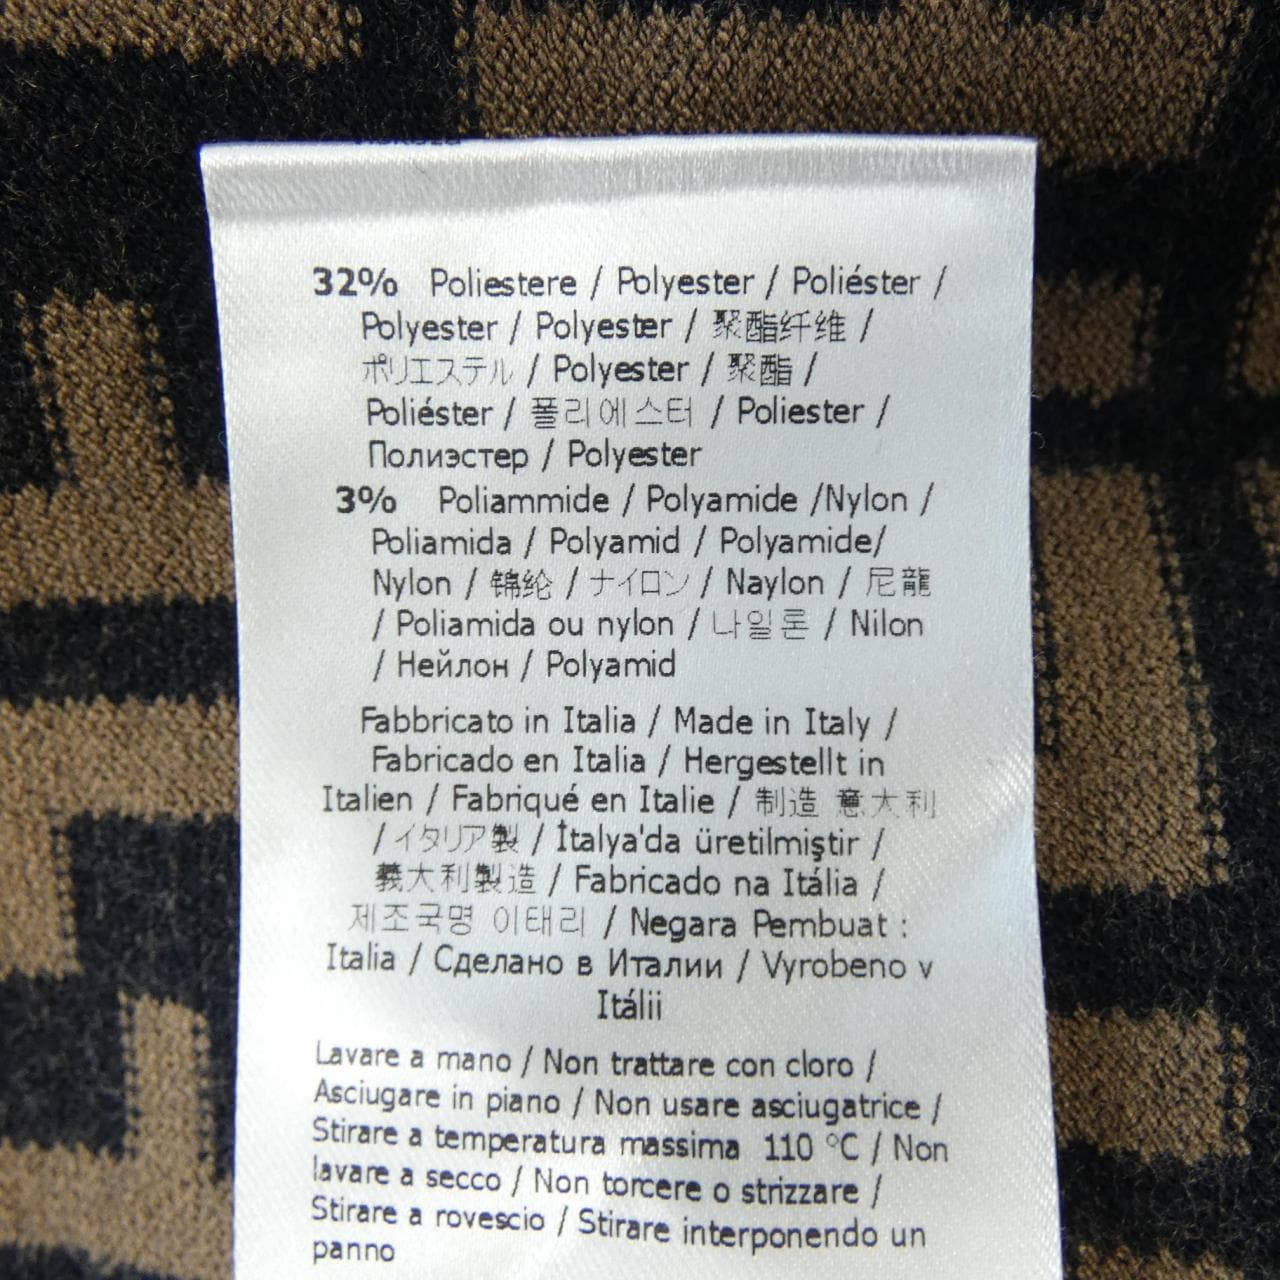 32% Poliestere / Polyester / Poliéster /
Polyester / Polyester / 聚酯纤维 /
ポリエステル / Polyester / 聚酯 /
Poliéster / 폴리에스터 / Poliester /
Полиэстер / Polyester
3% Poliammide / Polyamide /Nylon /
Poliamida / Polyamid / Polyamide/
Nylon / 锦纶 / ナイロン / Naylon / 尼龍
/ Poliamida ou nylon / 나일론 / Nilon
/ Нейлон / Polyamid
Fabbricato in Italia / Made in Italy /
Fabricado en Italia / Hergestellt in
Italien / Fabriqué en Italie / 制造 意大利
/ イタリア製 / İtalya'da üretilmiştir /
義大利製造 / Fabricado na Itália /
제조국명 이태리 / Negara Pembuat :
Italia / Сделано в Италии / Vyrobeno v
Itálii
Lavare a mano / Non trattare con cloro /
Asciugare in piano / Non usare asciugatrice /
Stirare a temperatura massima 110 °C / Non
lavare a secco / Non torcere o strizzare /
Stirare a rovescio / Stirare interponendo un
panno